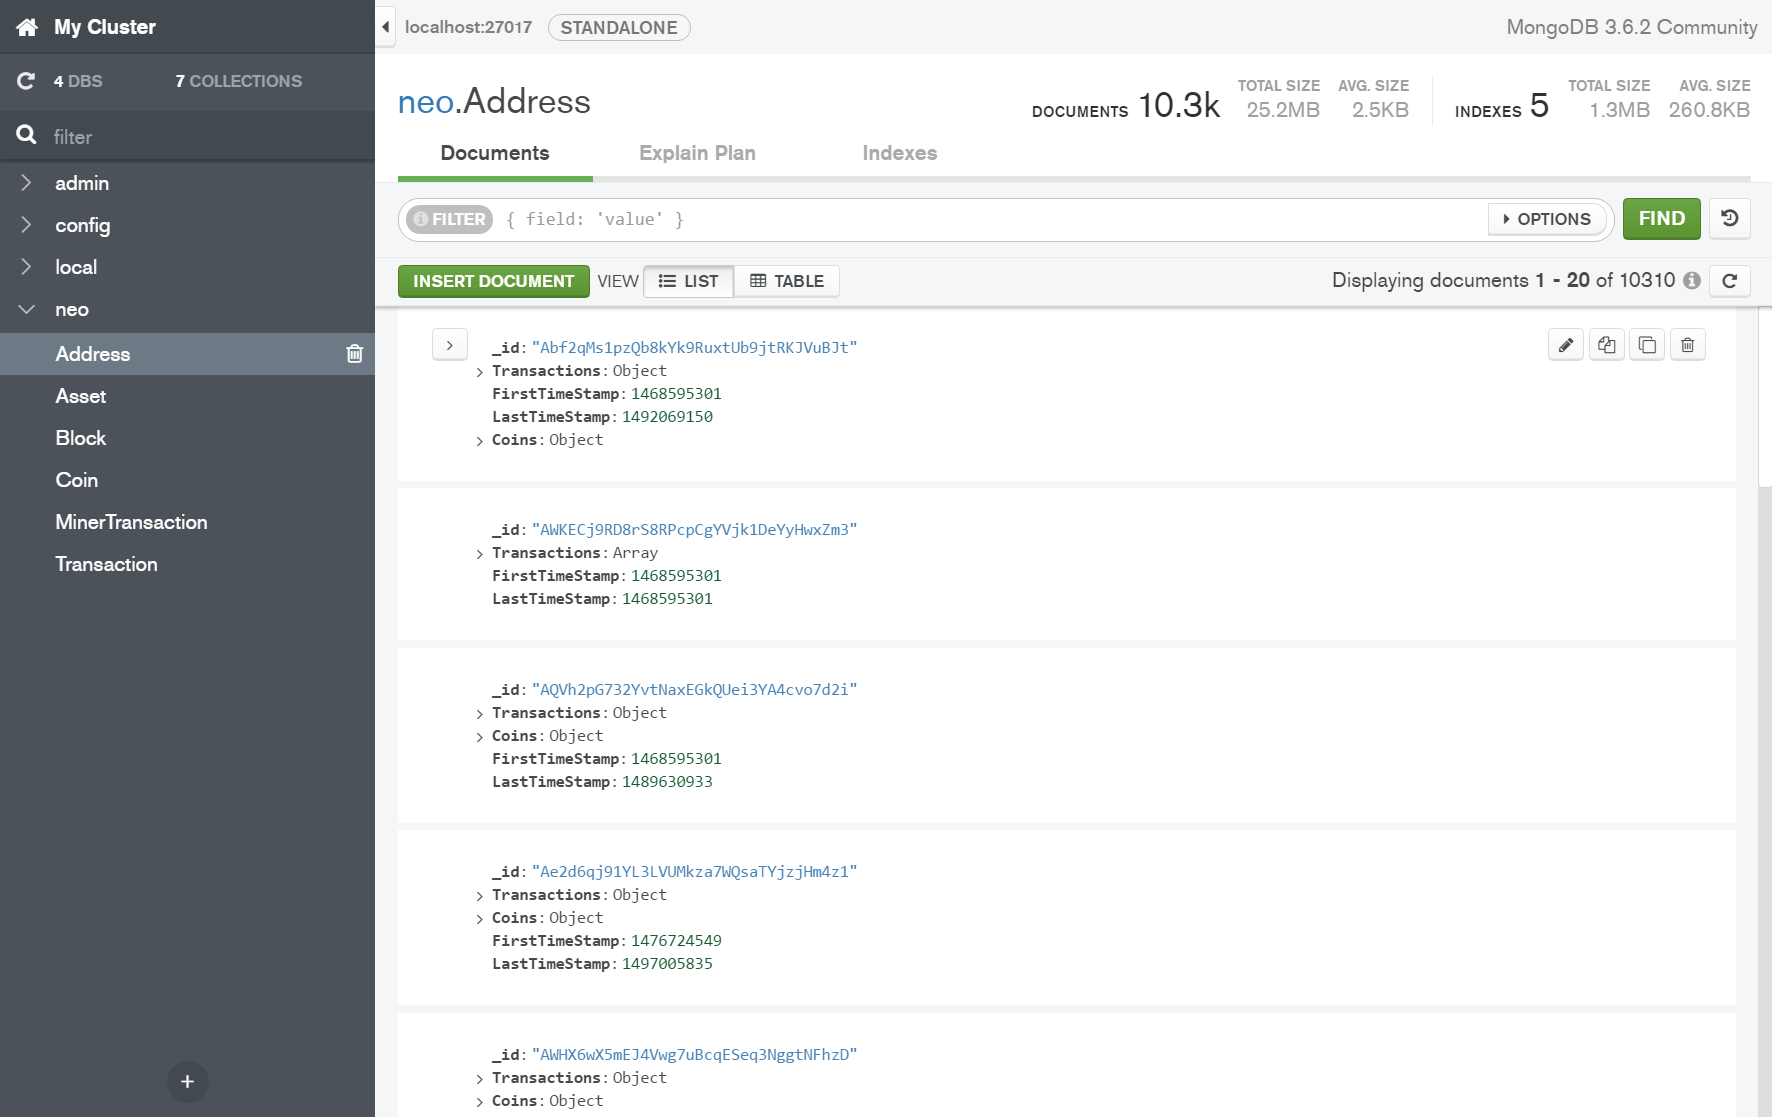 My Cluster
4 DBS 7 COLLECTIONS
filter
admin
config
local
neo
Address
Asset
Block
Coin
MinerTransaction
Transaction
+
localhost:27017 STANDALONE MongoDB 3.6.2 Community
neo.Address
DOCUMENTS 10.3k TOTAL SIZE 25.2MB AVG. SIZE 2.5KB INDEXES 5 TOTAL SIZE 1.3MB AVG. SIZE 260.8KB
Documents Explain Plan Indexes
FILTER { field: 'value' } OPTIONS FIND
INSERT DOCUMENT VIEW LIST TABLE Displaying documents 1 - 20 of 10310
_id: "Abf2qMs1pzQb8kYk9RuxtUb9jtRKJVuBJt"
Transactions: Object
FirstTimeStamp: 1468595301
LastTimeStamp: 1492069150
Coins: Object
_id: "AWKECj9RD8rS8RPcpCgYVjk1DeYyHwxZm3"
Transactions: Array
FirstTimeStamp: 1468595301
LastTimeStamp: 1468595301
_id: "AQVh2pG732YvtNaxEGkQUei3YA4cvo7d2i"
Transactions: Object
Coins: Object
FirstTimeStamp: 1468595301
LastTimeStamp: 1489630933
_id: "Ae2d6qj91YL3LVUMkza7WQsaTYjzjHm4z1"
Transactions: Object
Coins: Object
FirstTimeStamp: 1476724549
LastTimeStamp: 1497005835
_id: "AWHX6wX5mEJ4Vwg7uBcqESeq3NggtNFhzD"
Transactions: Object
Coins: Object